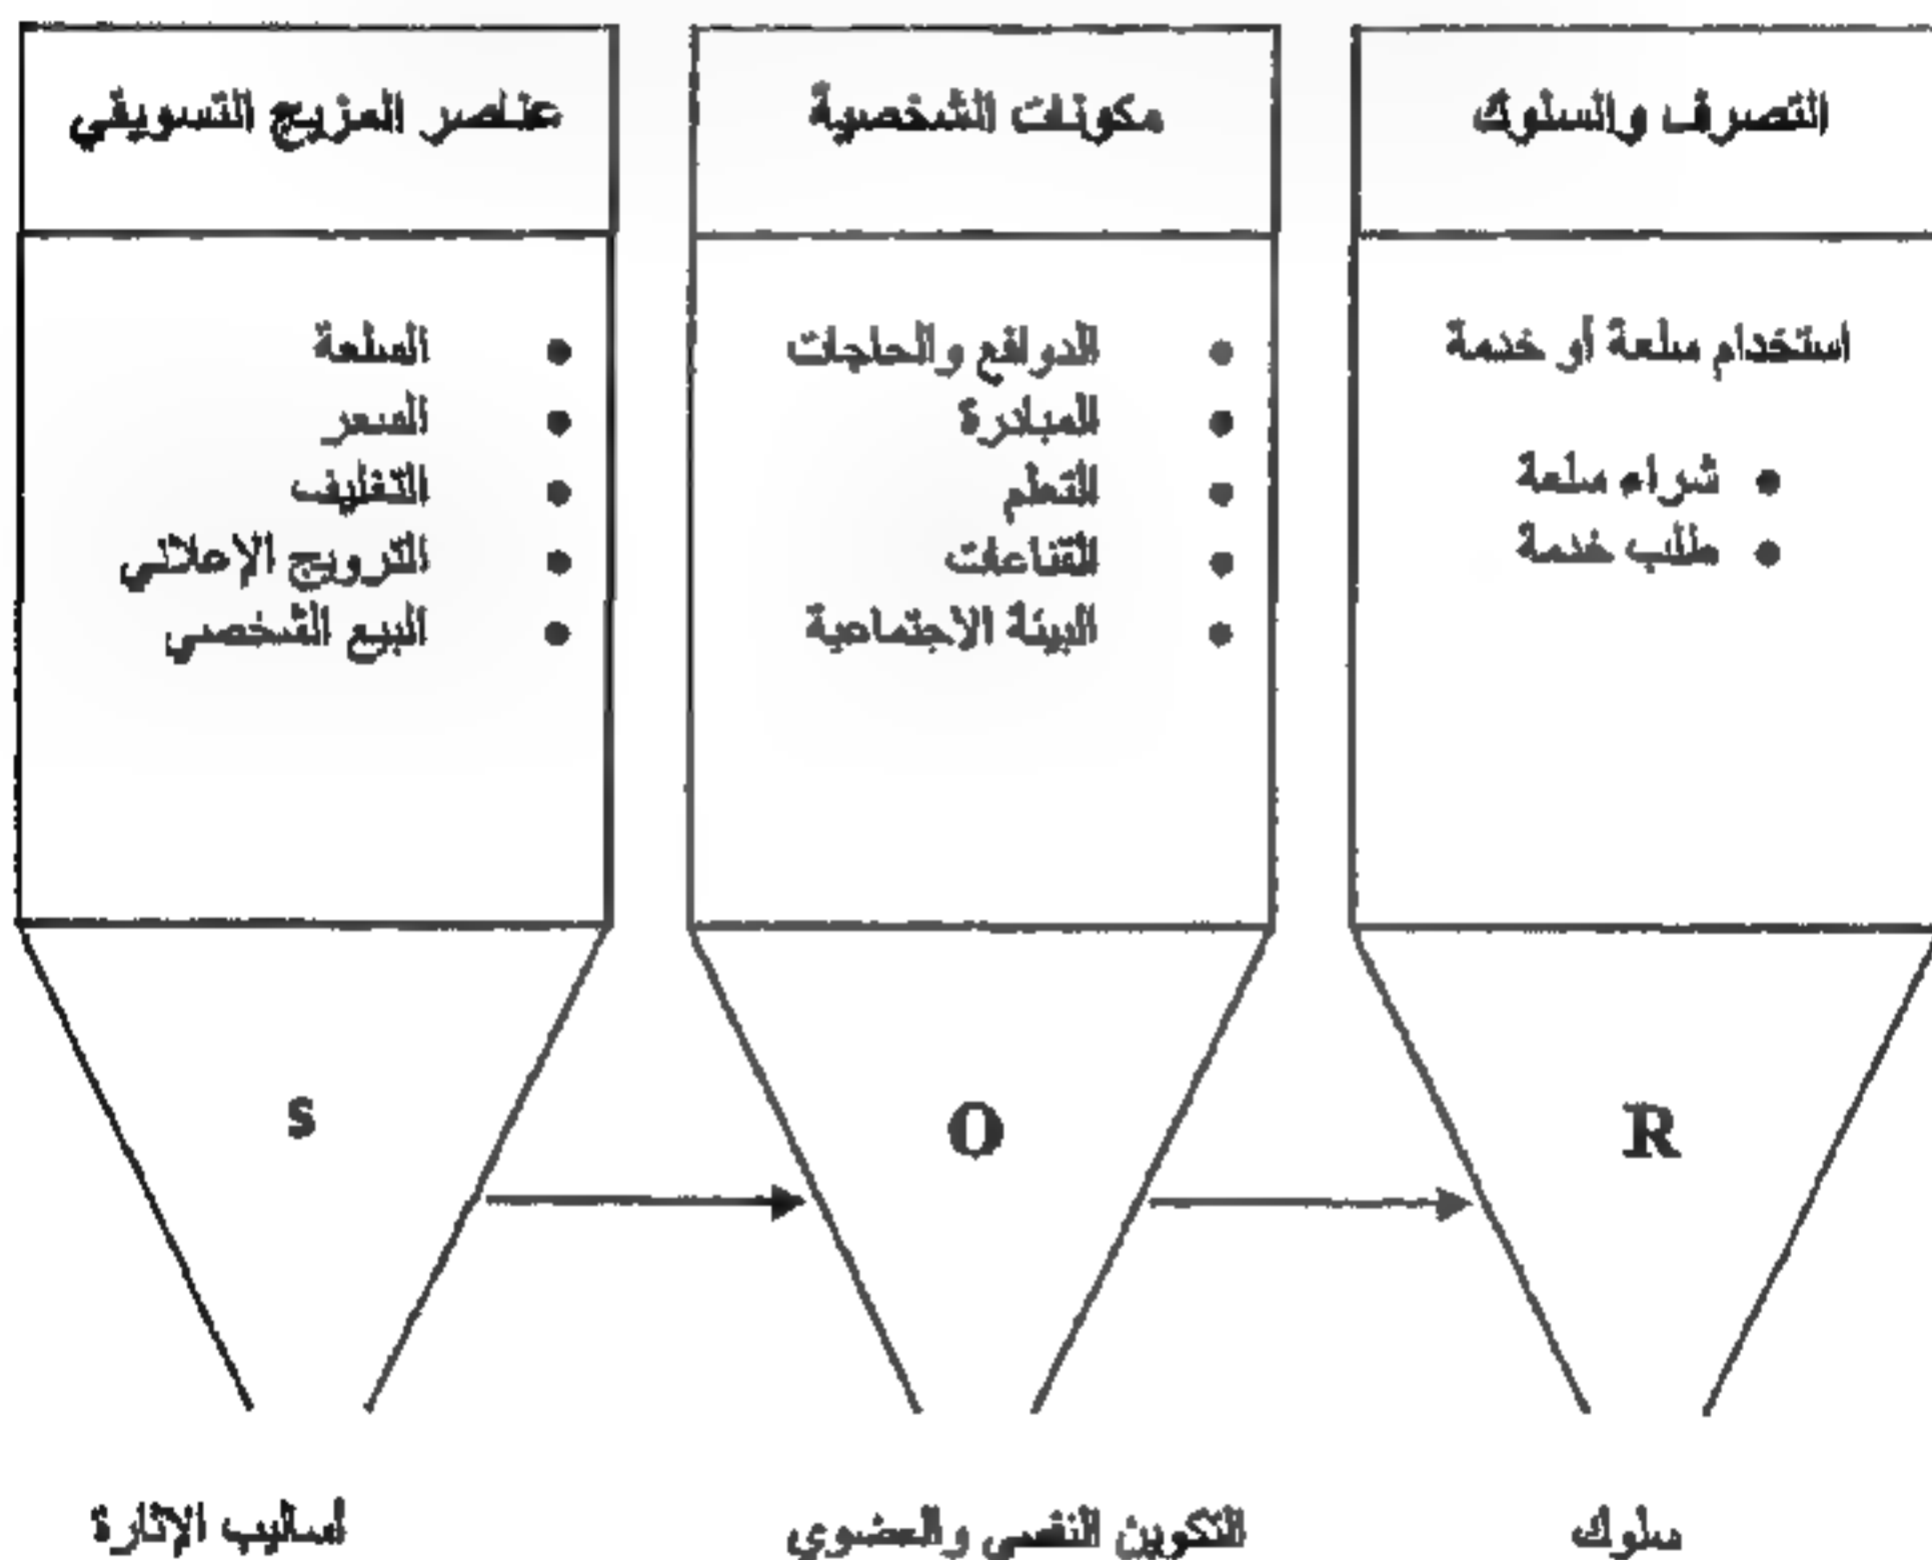 عناصر المزيج التسويقي
السلعة
السعر
التغليف
الترويج الإعلاني
البيع الشخصي
S
أساليب الإثارة
مكونات الشخصية
الدوافع والحاجات
المبادرة
التعلم
القناعات
البيئة الاجتماعية
O
التكوين النفسي والعضوي
التصرف والسلوك
استخدام سلعة أو خدمة
شراء سلعة
طلب خدمة
R
سلوك